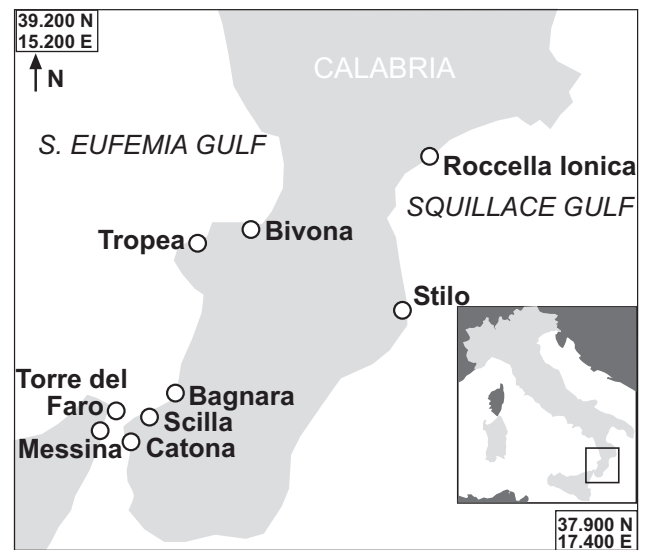 39.200 N
15.200 E
N
CALABRIA
S. EUFEMIA GULF
Roccella Ionica
SQUILLACE GULF
Tropea
Bivona
Stilo
Torre del
Faro
Bagnara
Scilla
Messina
Catona
37.900 N
17.400 E